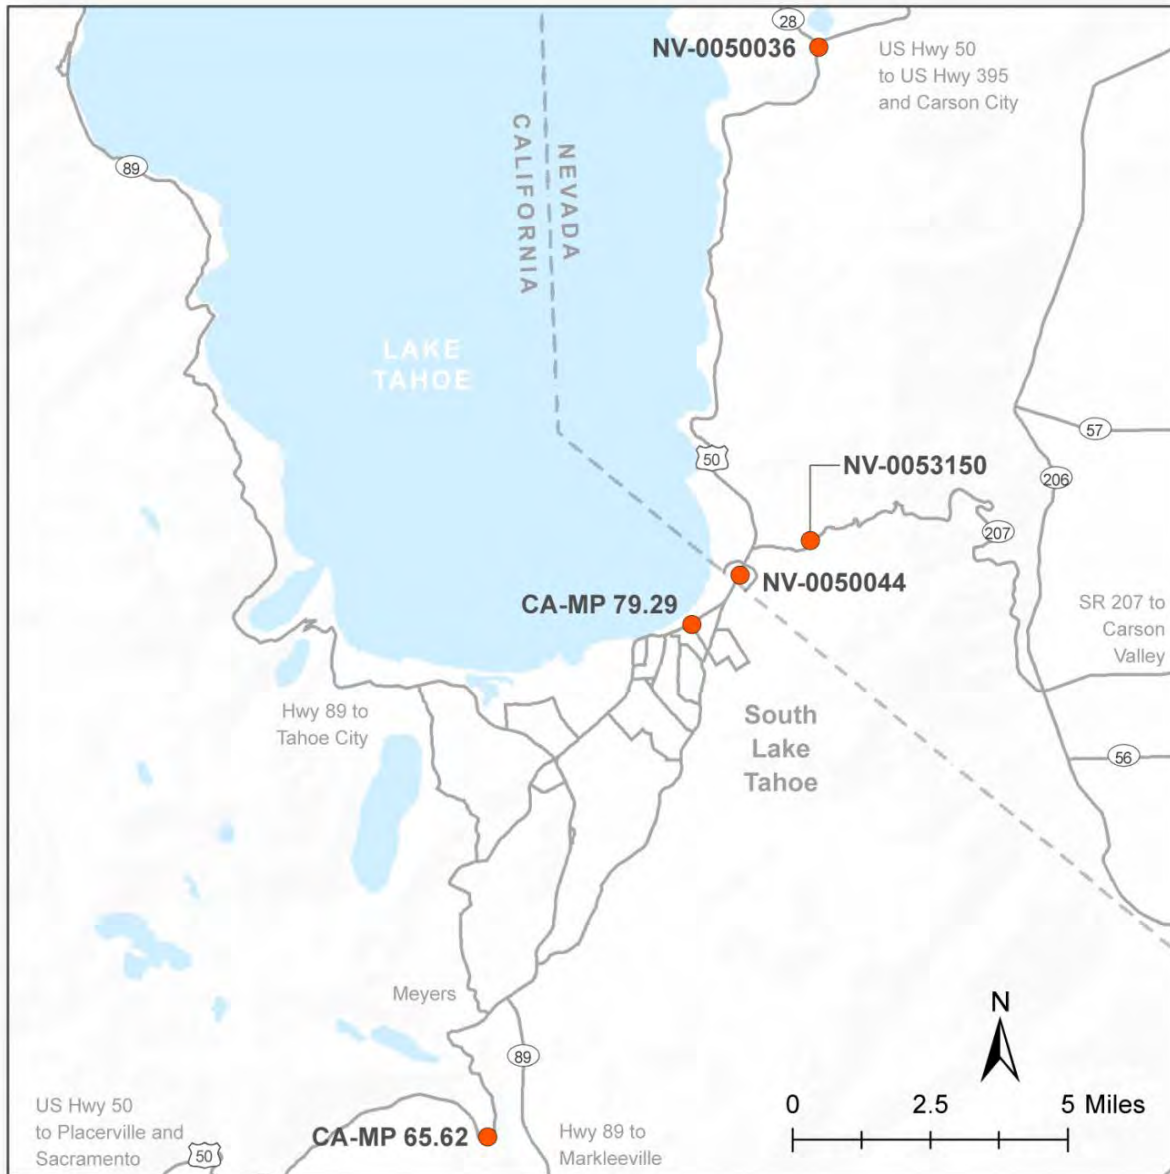 28
NV-0050036
US Hwy 50
to US Hwy 395
and Carson City
89
NEVADA
CALIFORNIA
LAKE
TAHOE
57
50
NV-0053150
206
207
NV-0050044
CA-MP 79.29
SR 207 to
Carson
Valley
Hwy 89 to
Tahoe City
South
Lake
Tahoe
56
Meyers
N
89
0 2.5 5 Miles
US Hwy 50
to Placerville and
Sacramento
50
CA-MP 65.62
Hwy 89 to
Markleeville